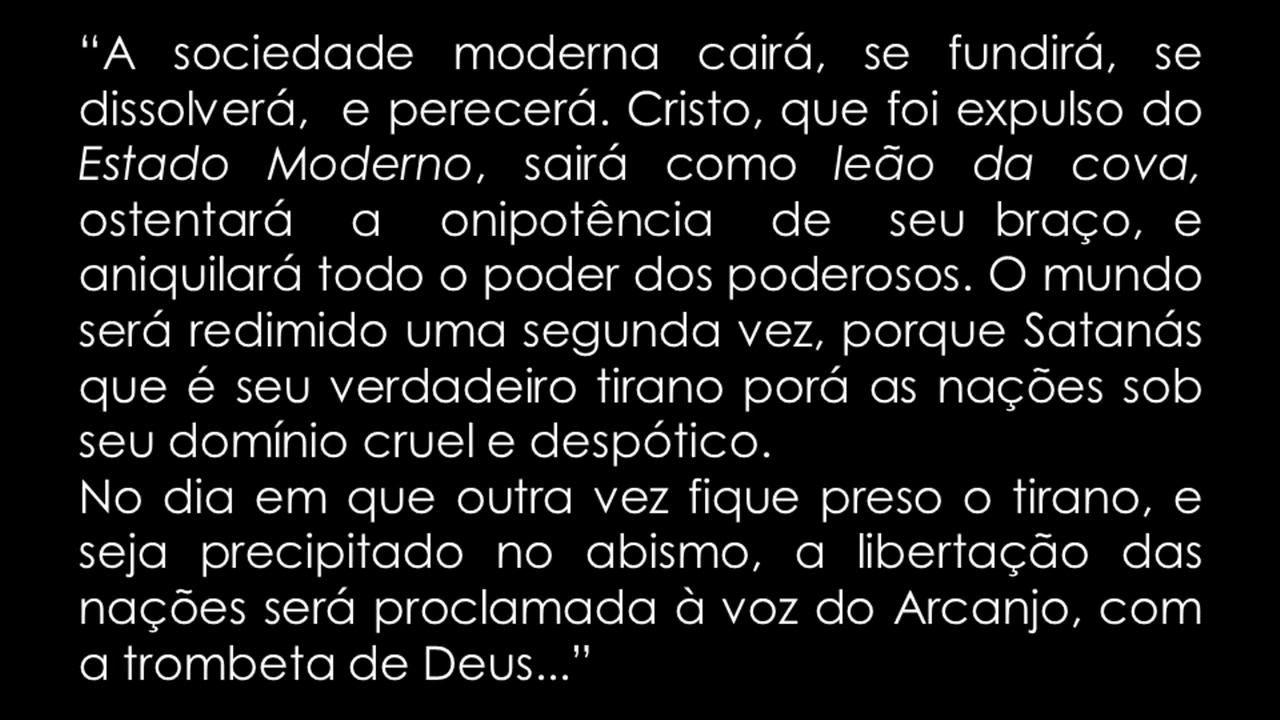 “A sociedade moderna cairá, se fundirá, se
dissolverá, e perecerá. Cristo, que foi expulso do
Estado Moderno, sairá como leão da cova,
ostentará a onipotência de seu braço, e
aniquilará todo o poder dos poderosos. O mundo
será redimido uma segunda vez, porque Satanás
que é seu verdadeiro tirano porá as nações sob
seu domínio cruel e despótico.
No dia em que outra vez fique preso o tirano, e
seja precipitado no abismo, a libertação das
nações será proclamada à voz do Arcanjo, com
a trombeta de Deus...”